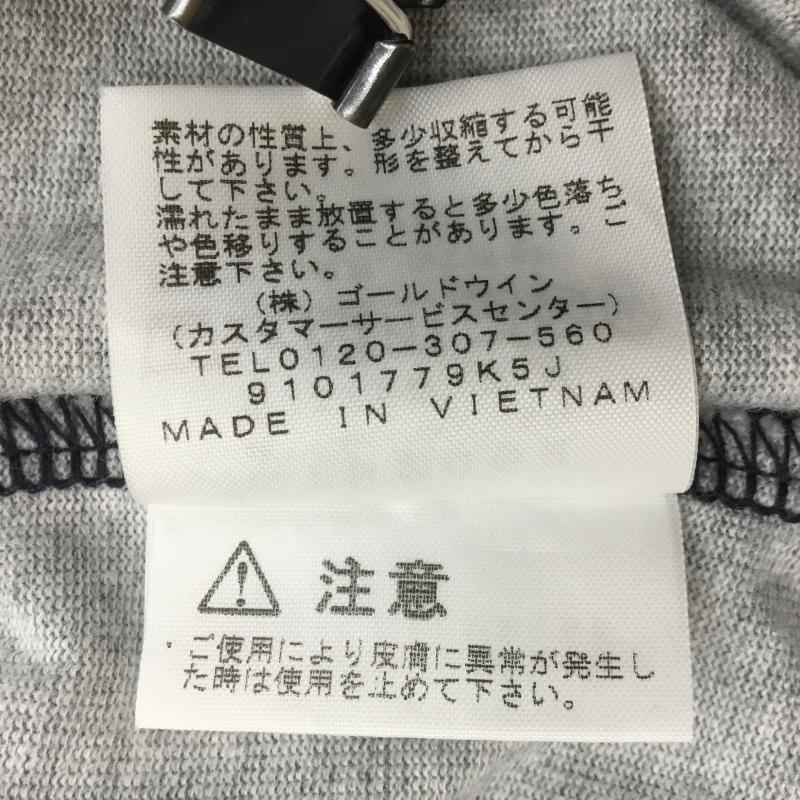 素材の性質上、多少収縮する可能
性があります。形を整えてから干
して下さい。
濡れたまま放置すると多少色落ち
や色移りすることがあります。ご
注意下さい。
(株) ゴールドウイン
(カスタマーサービスセンター)
TEL0120-307-560
9101779K5J
MADE IN VIETNAM
注意
・ご使用により皮膚に異常が発生し
た時は使用を止めて下さい。